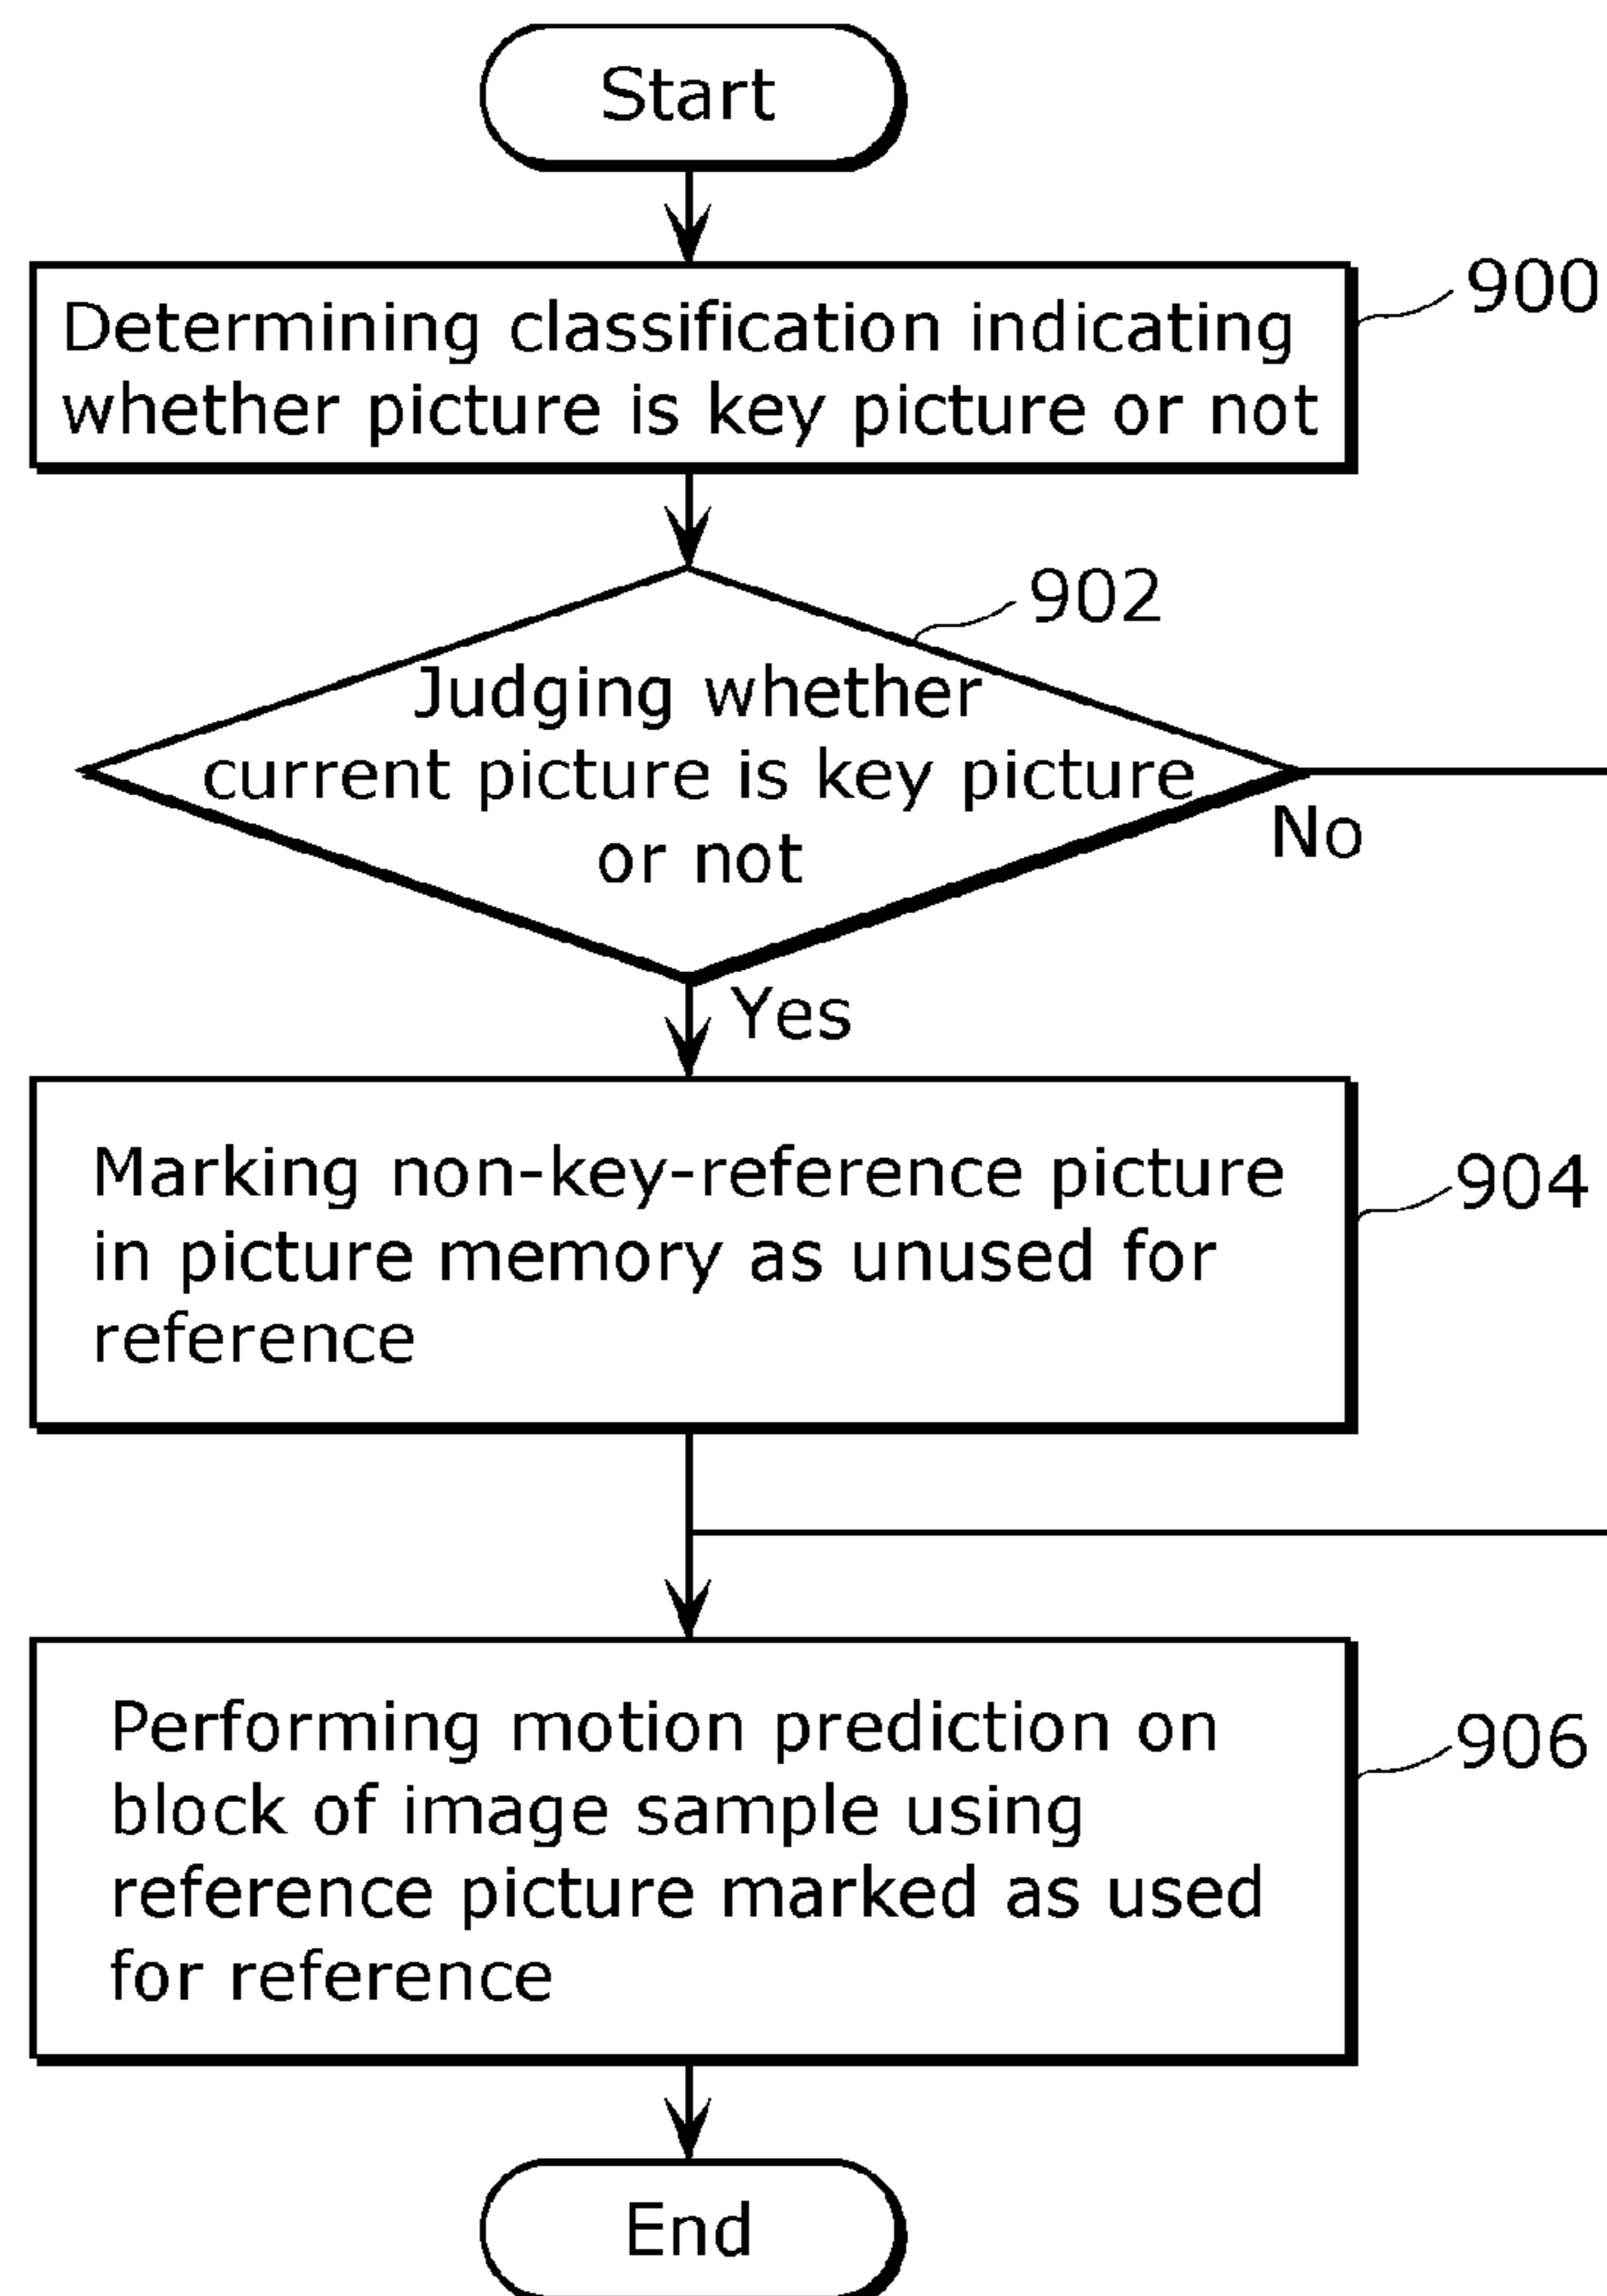 Start
900
Determining classification indicating
whether picture is key picture or not
902
Judging whether
current picture is key picture
or not
No
Yes
904
Marking non-key-reference picture
in picture memory as unused for
reference
906
Performing motion prediction on
block of image sample using
reference picture marked as used
for reference
End